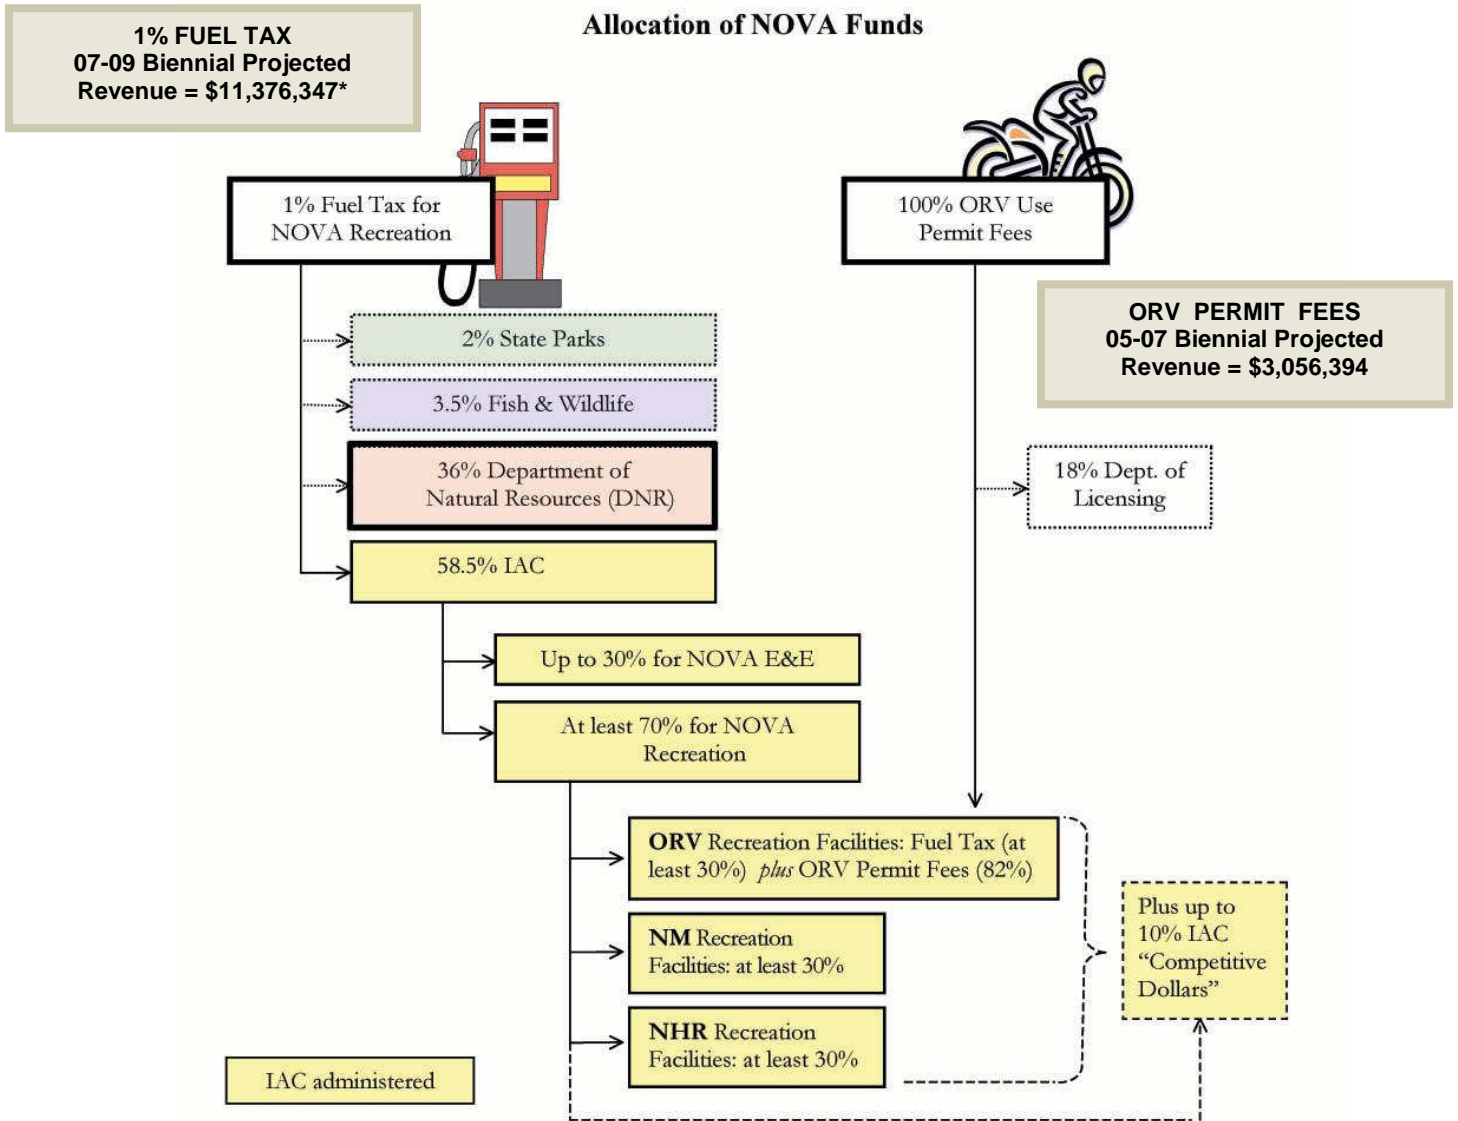 Allocation of NOVA Funds
1% FUEL TAX
07-09 Biennial Projected
Revenue = $11,376,347*
1% Fuel Tax for
NOVA Recreation
100% ORV Use
Permit Fees
ORV PERMIT FEES
05-07 Biennial Projected
Revenue = $3,056,394
2% State Parks
3.5% Fish & Wildlife
36% Department of
Natural Resources (DNR)
18% Dept. of
Licensing
58.5% IAC
Up to 30% for NOVA E&E
At least 70% for NOVA
Recreation
ORV Recreation Facilities: Fuel Tax (at
least 30%) plus ORV Permit Fees (82%)
NM Recreation
Facilities: at least 30%
NHR Recreation
Facilities: at least 30%
Plus up to
10% IAC
“Competitive
Dollars”
IAC administered